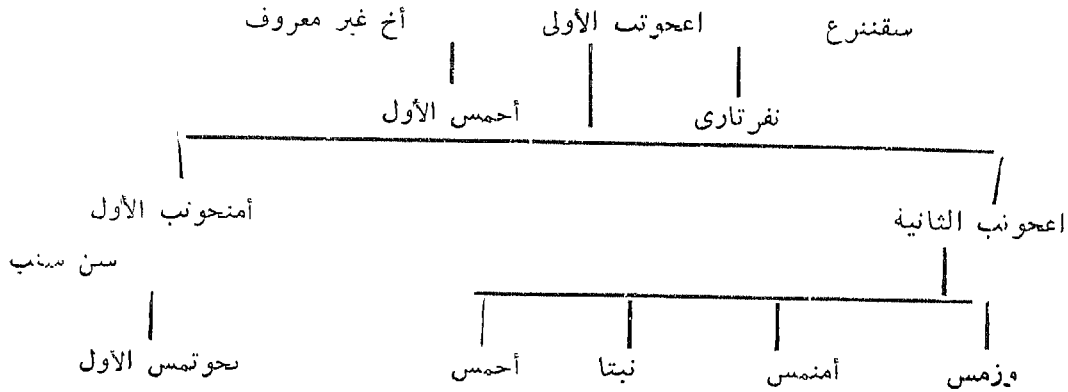 سقننرع اعحوتب الأولى أخ غير معروف
نفرتارى أحمس الأول
اعحوتب الثانية أمنحوتب الأول
سن سنب
وزمس أمنمس نبتا أحمس تحوتمس الأول